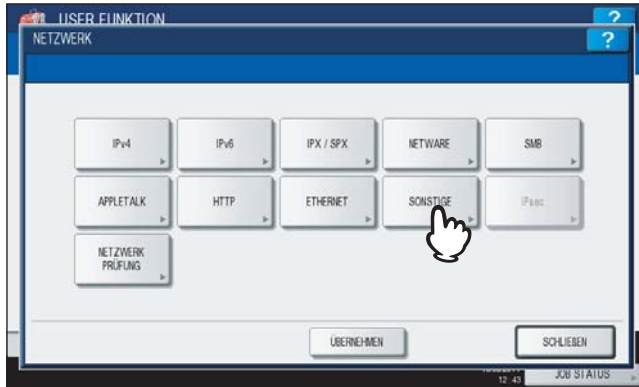 USER FUNKTION
?
NETZWERK
?
IPv4
IPv6
IPX / SPX
NETWARE
SMB
APPLETALK
HTTP
ETHERNET
SONSTIGE
IPsec
NETZWERK
PRÜFUNG
ÜBERNEHMEN
SCHLIEßEN
12:43
JOB STATUS